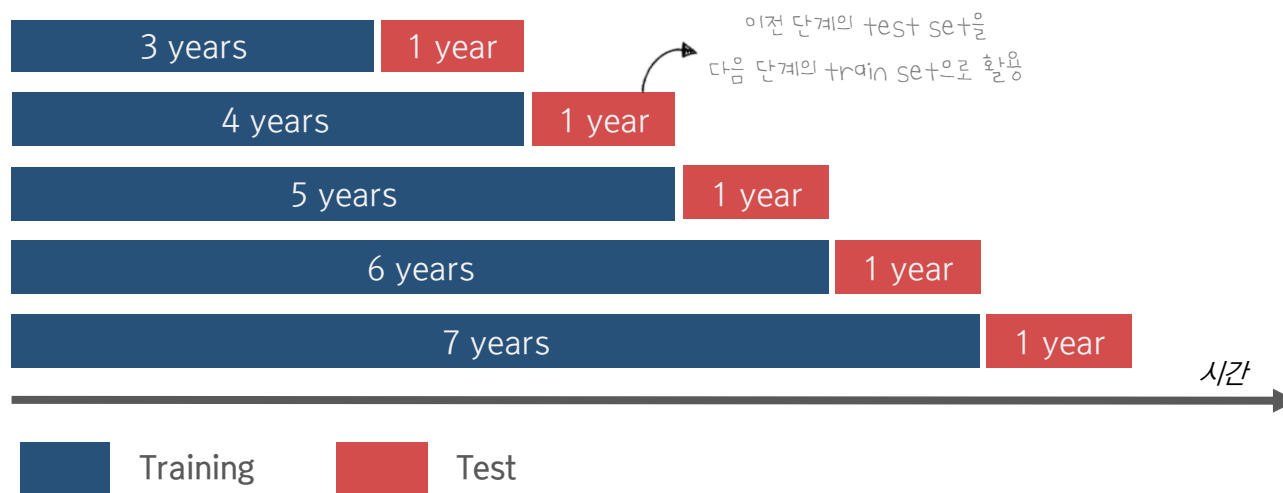 3 years
1 year
이전 단계의 test set을
다음 단계의 train set으로 활용
4 years
1 year
5 years
1 year
6 years
1 year
7 years
1 year
시간
Training
Test